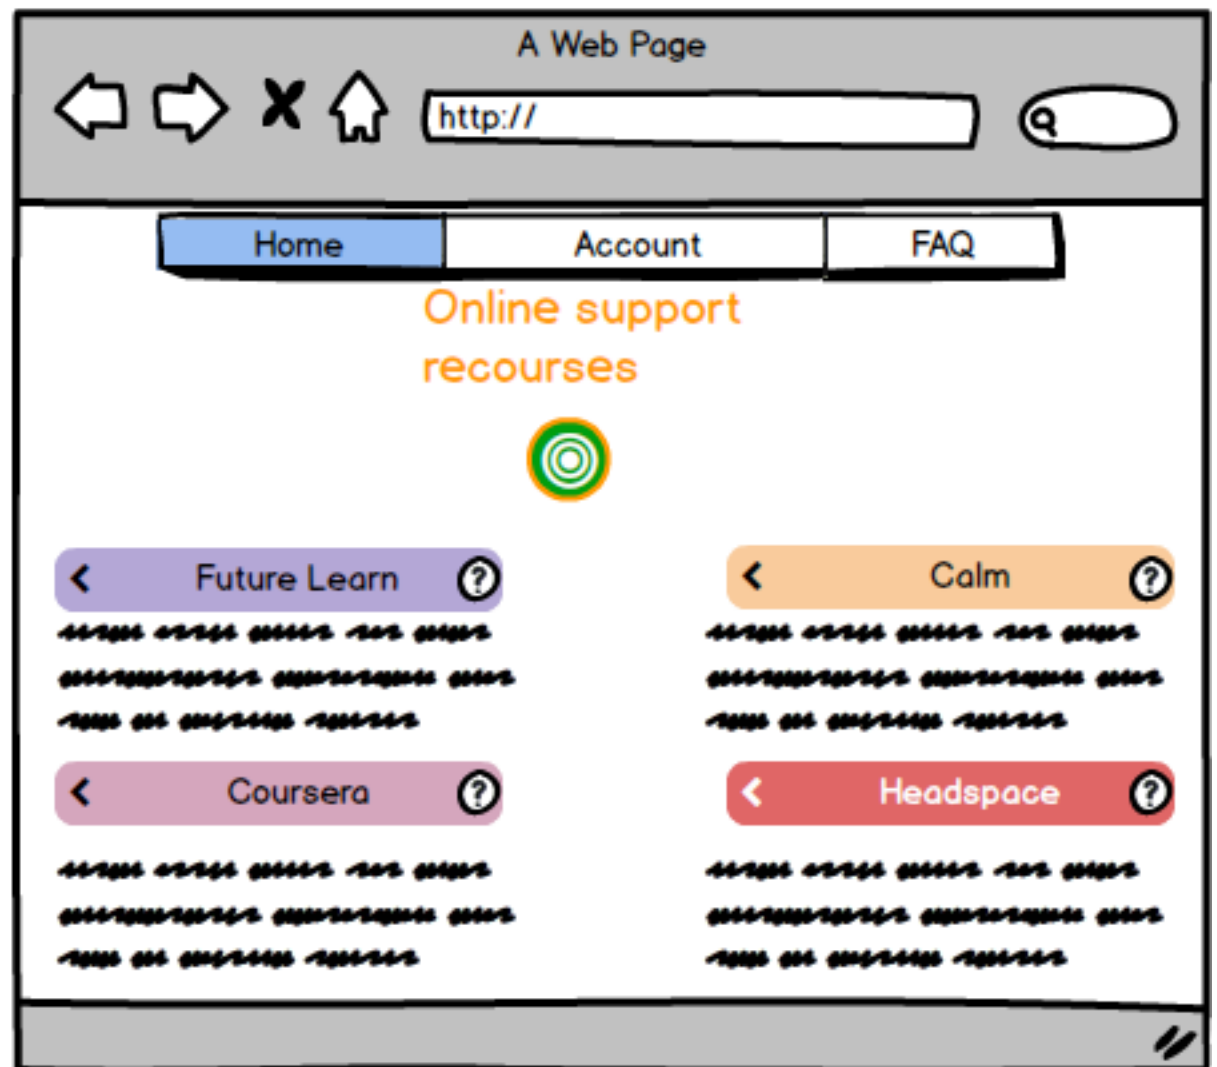 A Web Page
http://
Home Account FAQ
Online support
recourses
Future Learn ?
Calm ?
Coursera ?
Headspace ?